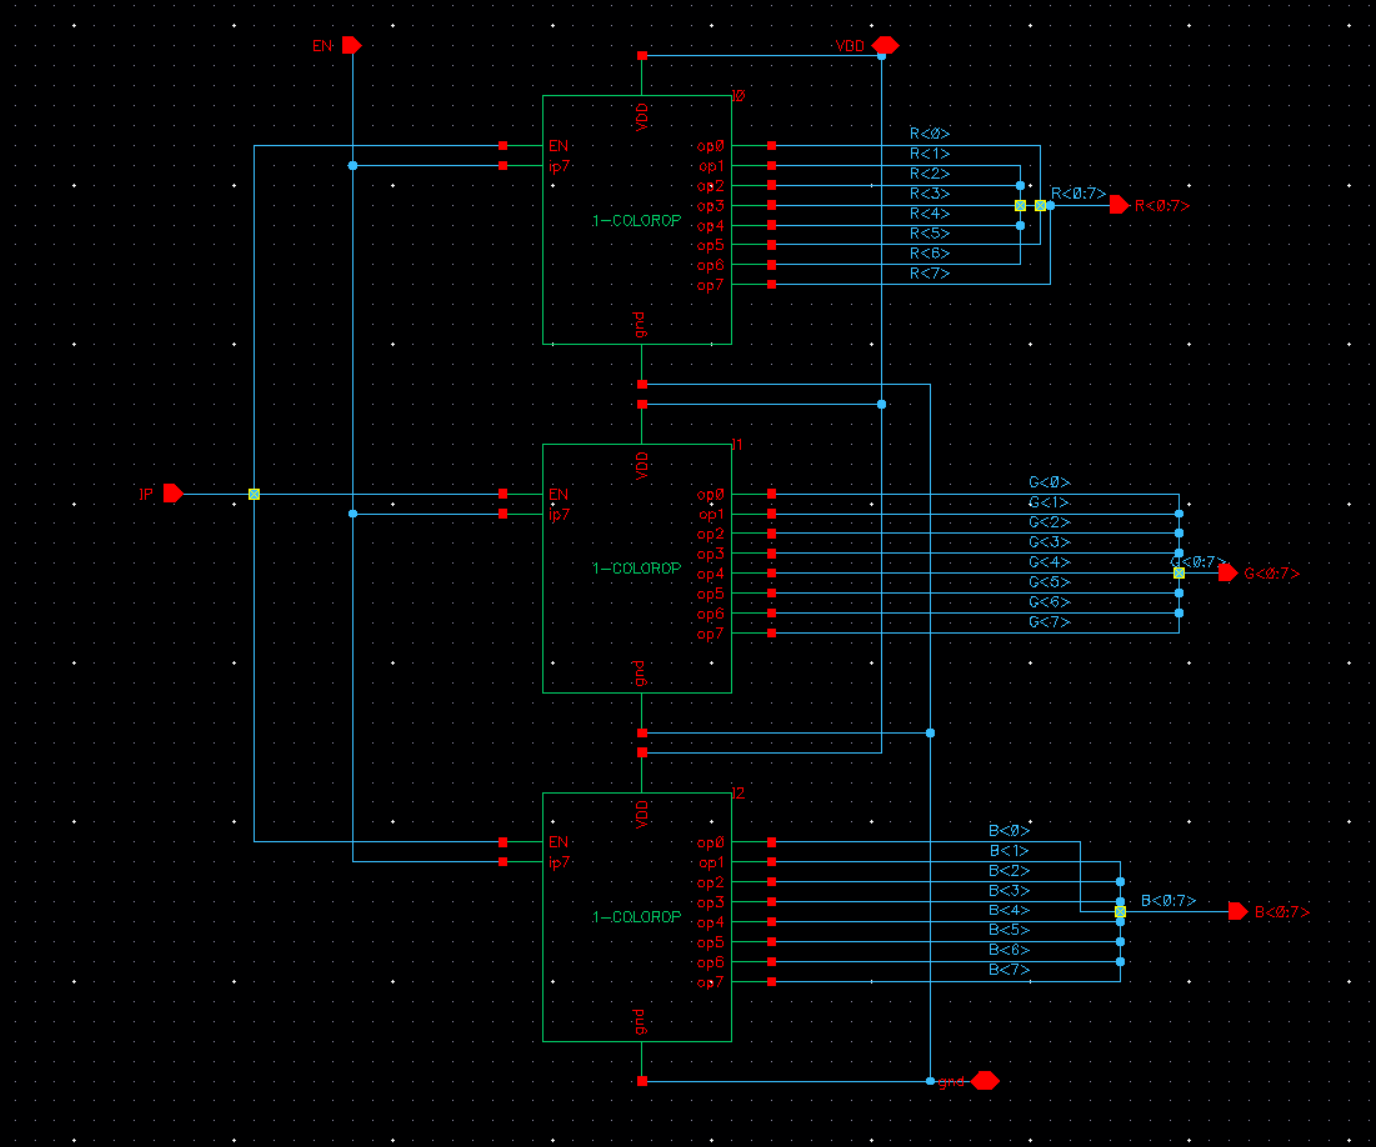 EN
VDD
I0
VDD
EN
ip7
1-COLOROP
gnd
op0
op1
op2
op3
op4
op5
op6
op7
R<0>
R<1>
R<2>
R<3>
R<4>
R<5>
R<6>
R<7>
R<0:7>
R<0:7>
IP
I1
VDD
EN
ip7
1-COLOROP
gnd
op0
op1
op2
op3
op4
op5
op6
op7
G<0>
G<1>
G<2>
G<3>
G<4>
G<5>
G<6>
G<7>
G<0:7>
G<0:7>
I2
VDD
EN
ip7
1-COLOROP
gnd
op0
op1
op2
op3
op4
op5
op6
op7
B<0>
B<1>
B<2>
B<3>
B<4>
B<5>
B<6>
B<7>
B<0:7>
B<0:7>
gnd